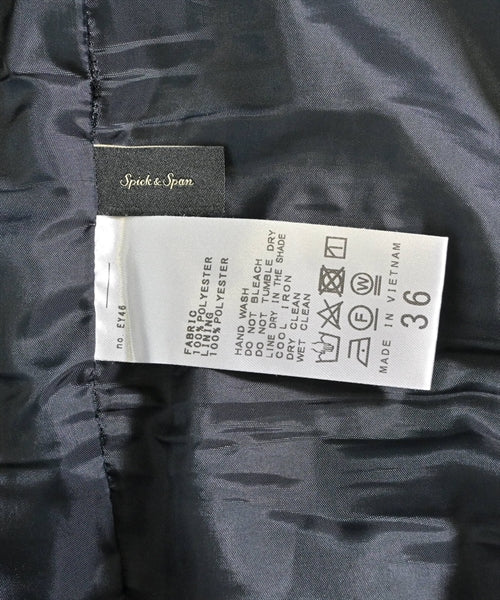 Spick & Span
no. EY46
FABRIC
100% POLYESTER
LINING
100% POLYESTER
HAND WASH
DO NOT BLEACH
DO NOT TUMBLE DRY
LINE DRY IN THE SHADE
COOL IRON
DRY CLEAN
WET CLEAN
F
W
MADE IN VIETNAM
36